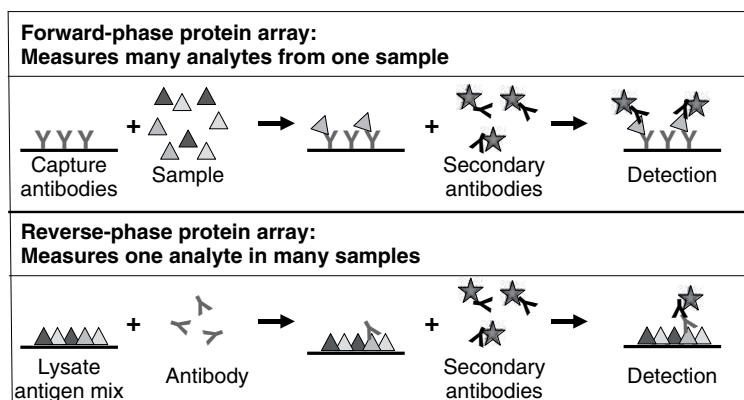 Forward-phase protein array:
Measures many analytes from one sample
+
+
Capture
antibodies
Sample
Secondary
antibodies
Detection
Reverse-phase protein array:
Measures one analyte in many samples
+
+
Lysate
antigen mix
Antibody
Secondary
antibodies
Detection